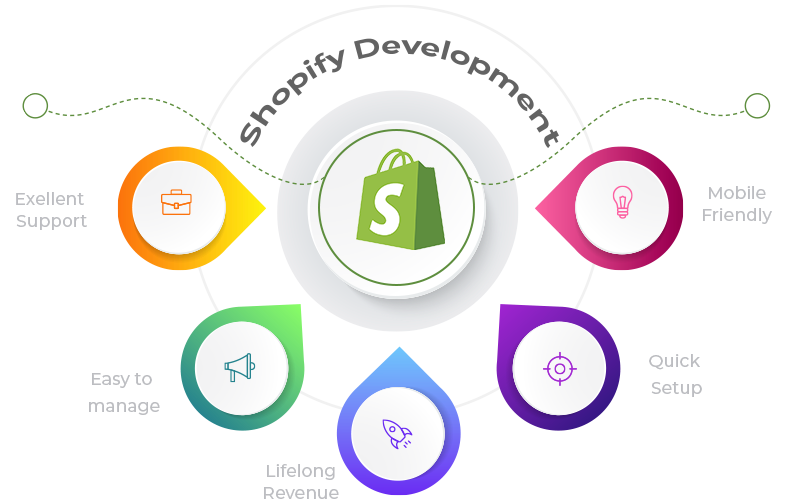 Shopify Development
S
Exellent
Support
Mobile
Friendly
Easy to
manage
Quick
Setup
Lifelong
Revenue